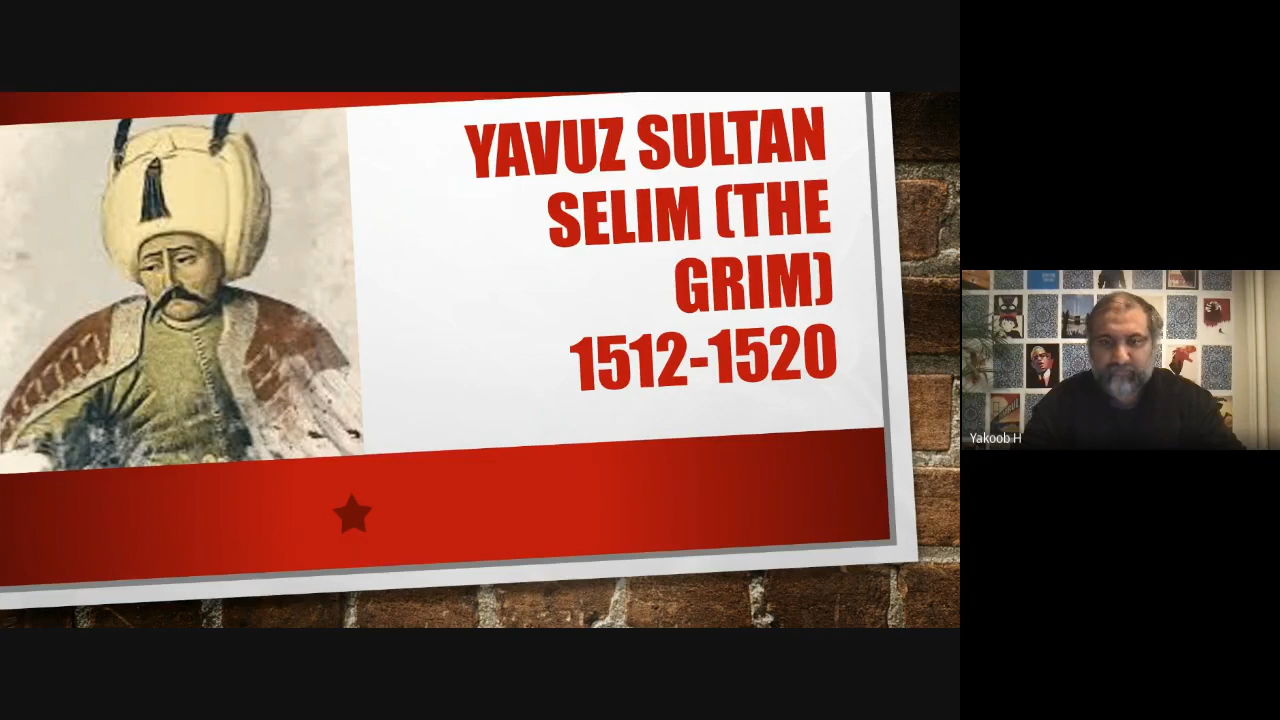 YAVUZ SULTAN
SELIM (THE
GRIM)
1512-1520
Yakoob H